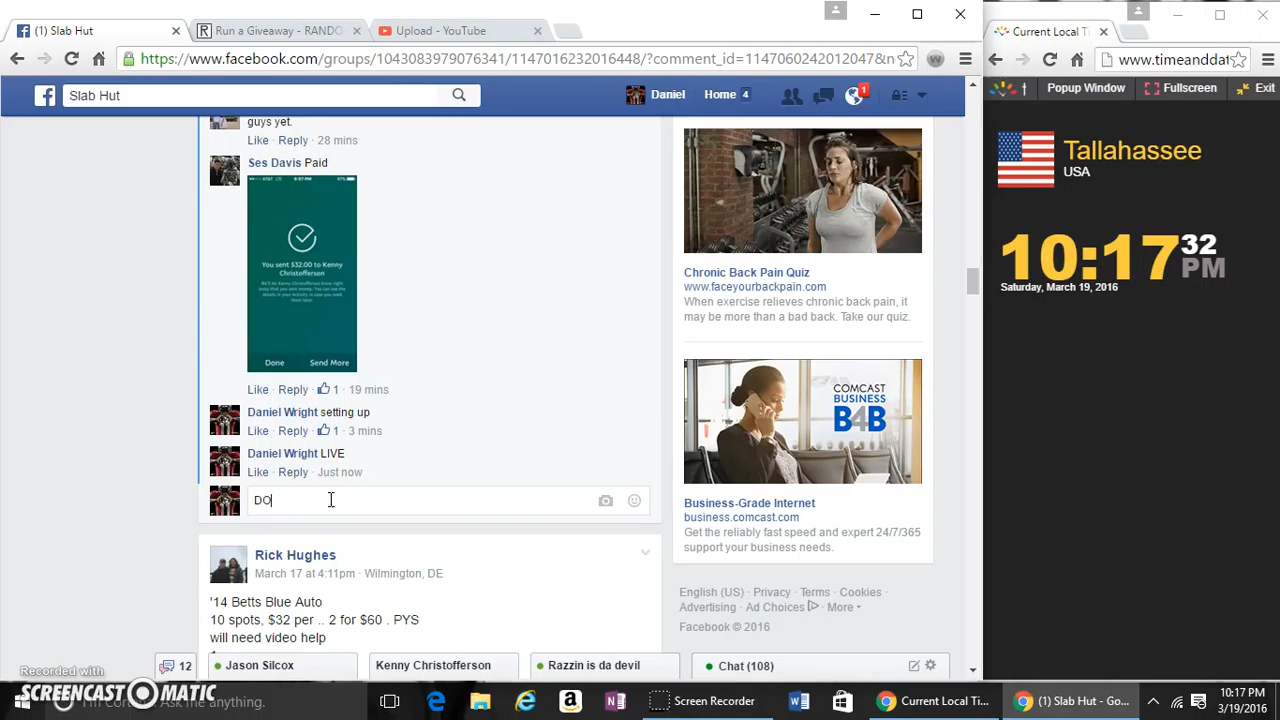 (1) Slab Hut
Run a Giveaway - RANDO
Upload - YouTube
Current Local Ti
https://www.facebook.com/groups/1043083979076341/1147016232016448/?comment_id=1147060242012047&n
www.timeanddat
Slab Hut
Daniel
Home 4
1
Popup Window
Fullscreen
Exit
guys yet.
Like · Reply · 28 mins
Ses Davis Paid
You sent $32.00 to Kenny
Christofferson
Done
Send More
Like · Reply · 1 · 19 mins
Daniel Wright setting up
Like · Reply · 1 · 3 mins
Daniel Wright LIVE
Like · Reply · Just now
DO
Rick Hughes
March 17 at 4:11pm · Wilmington, DE
'14 Betts Blue Auto
10 spots, $32 per .. 2 for $60 . PYS
will need video help
Chronic Back Pain Quiz
www.faceyourbackpain.com
When exercise relieves chronic back pain, it
may be more than a bad back. Take our quiz.
COMCAST
BUSINESS
B4B
Business-Grade Internet
business.comcast.com
Get the reliably fast speed and expert 24/7/365
support your business needs.
English (US) · Privacy · Terms · Cookies ·
Advertising · Ad Choices · More
Facebook © 2016
Tallahassee
USA
10:17 32
PM
Saturday, March 19, 2016
12
Jason Silcox
Kenny Christofferson
Razzin is da devil
Chat (108)
Recorded with
SCREENCAST-O-MATIC
Ask me anything.
Screen Recorder
Current Local Ti...
(1) Slab Hut - Go...
10:17 PM
3/19/2016